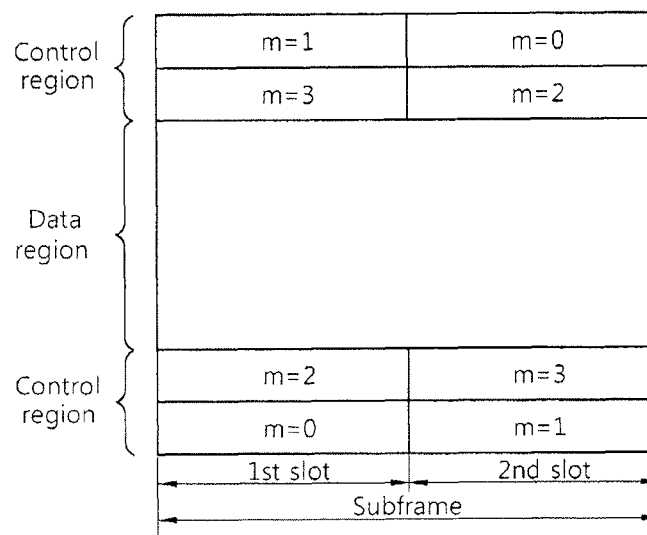 Control
region
m=1
m=0
m=3
m=2
Data
region
Control
region
m=2
m=3
m=0
m=1
1st slot
2nd slot
Subframe